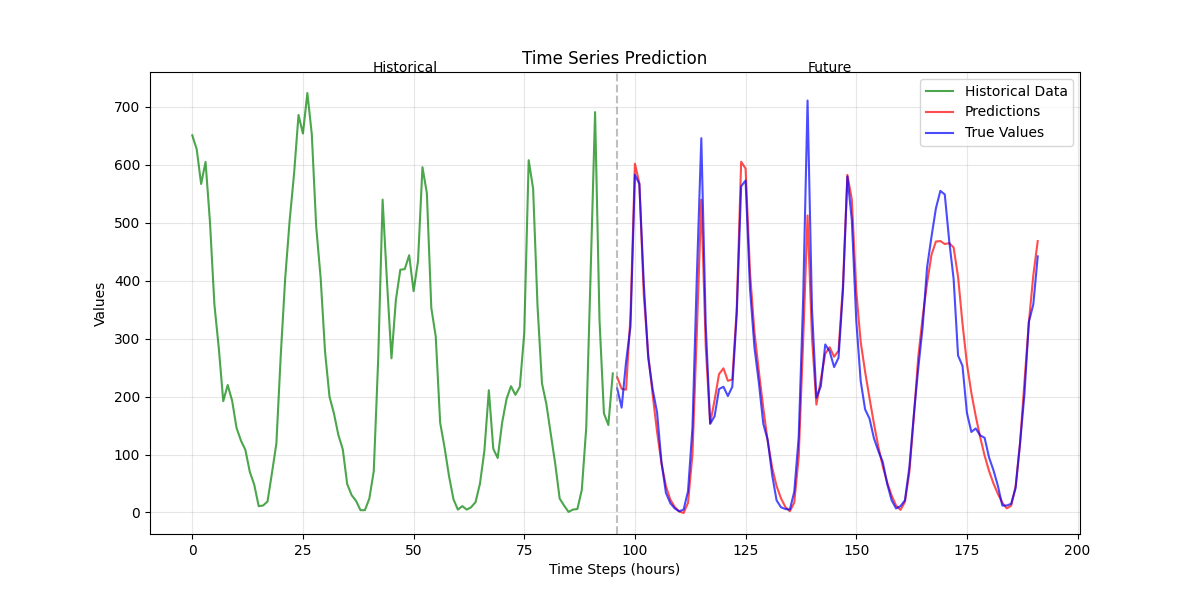 Time Series Prediction
Historical
Future
Historical Data
Predictions
True Values
Values
700
600
500
400
300
200
100
0
0
25
50
75
100
125
150
175
200
Time Steps (hours)